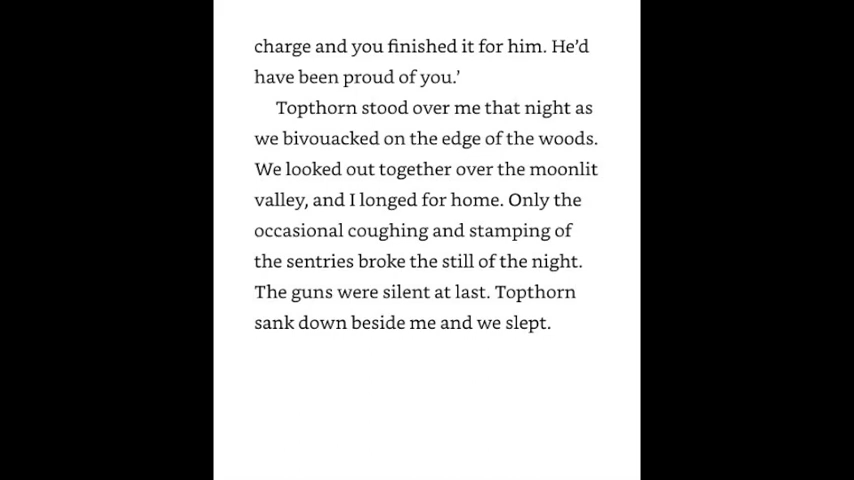 charge and you finished it for him. He’d
have been proud of you.’
Topthorn stood over me that night as
we bivouacked on the edge of the woods.
We looked out together over the moonlit
valley, and I longed for home. Only the
occasional coughing and stamping of
the sentries broke the still of the night.
The guns were silent at last. Topthorn
sank down beside me and we slept.